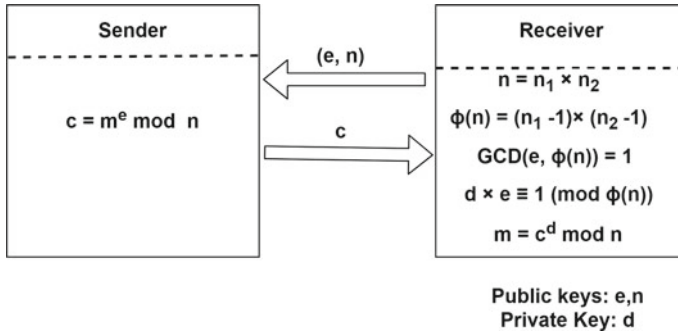 Sender
c = m^e mod n
(e, n)
c
Receiver
n = n₁ × n₂
ϕ(n) = (n₁ -1)× (n₂ -1)
GCD(e, ϕ(n)) = 1
d × e ≡ 1 (mod ϕ(n))
m = c^d mod n
Public keys: e,n
Private Key: d